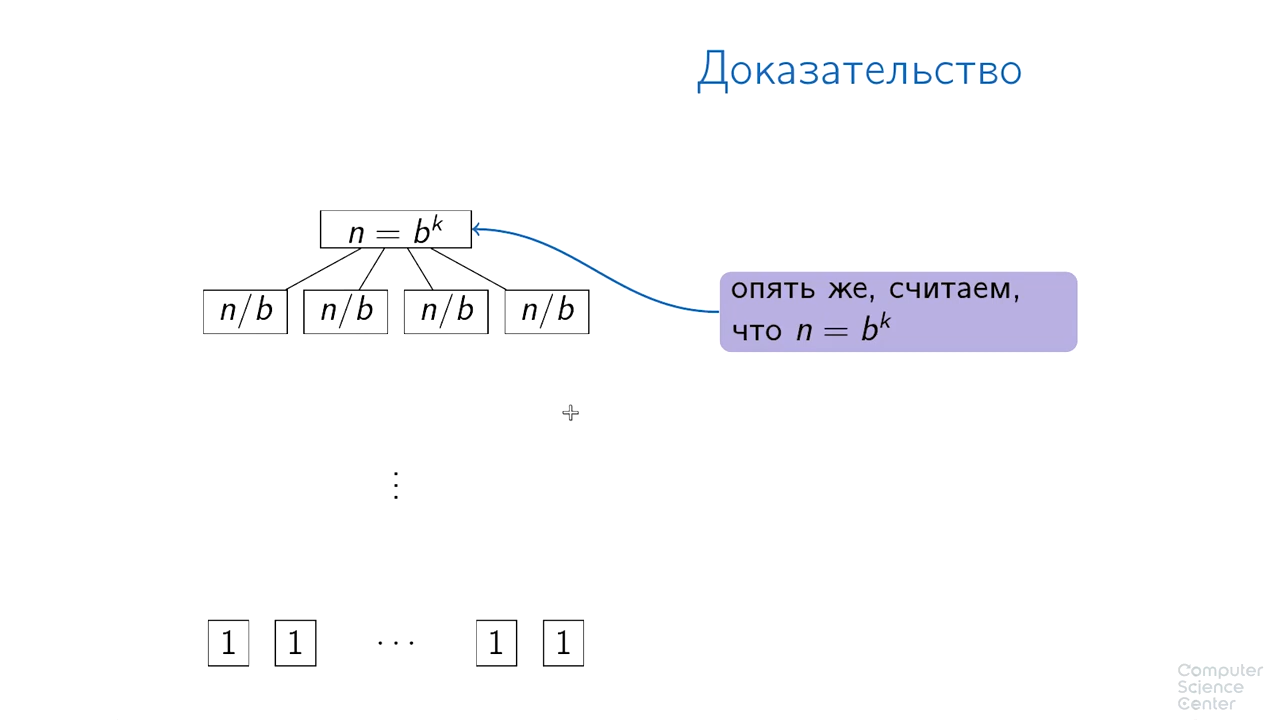 Доказательство
n = b^k
n/b n/b n/b n/b
опять же, считаем,
что n = b^k
⋮
1 1 ⋯ 1 1
Computer
Science
Center